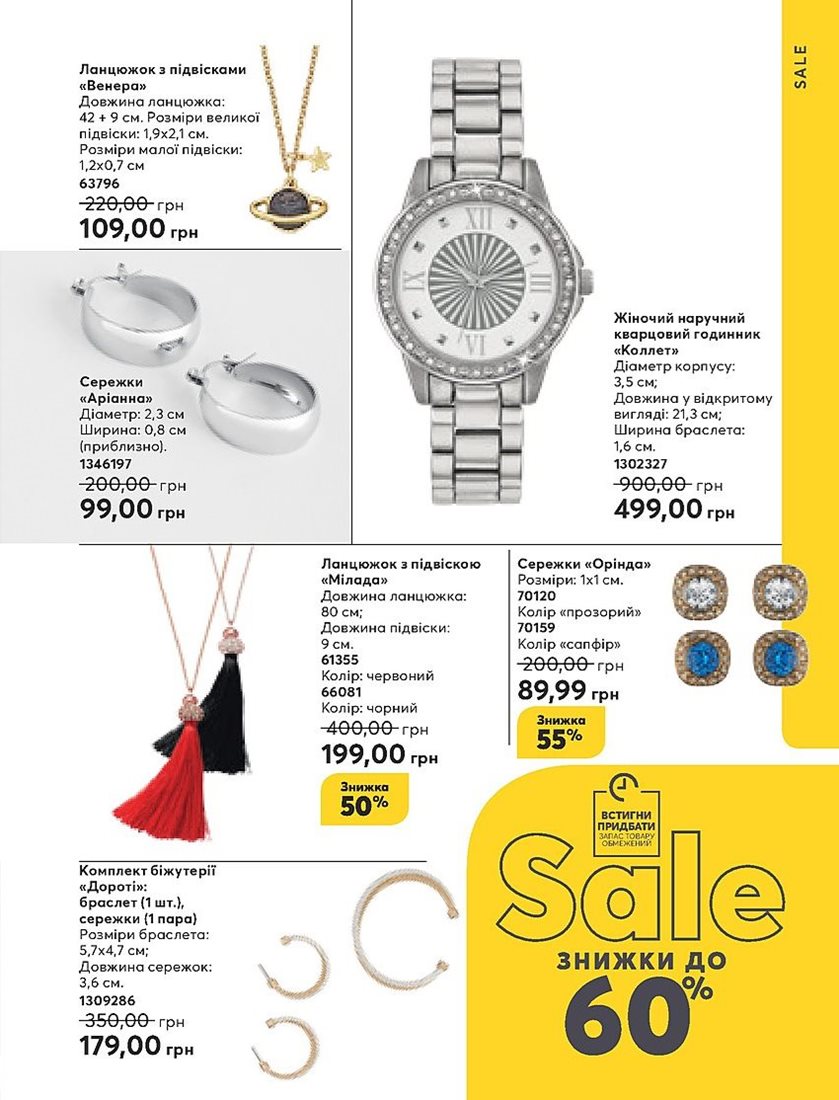 SALE
Ланцюжок з підвісками
«Венера»
Довжина ланцюжка:
42 + 9 см. Розміри великої
підвіски: 1,9х2,1 см.
Розміри малої підвіски:
1,2х0,7 см
63796
220,00 грн
109,00 грн
Сережки
«Аріанна»
Діаметр: 2,3 см
Ширина: 0,8 см
(приблизно).
1346197
200,00 грн
99,00 грн
XII
III
VI
IX
Жіночий наручний
кварцовий годинник
«Коллет»
Діаметр корпусу:
3,5 см;
Довжина у відкритому
вигляді: 21,3 см;
Ширина браслета:
1,6 см.
1302327
900,00 грн
499,00 грн
Ланцюжок з підвіскою
«Мілада»
Довжина ланцюжка:
80 см;
Довжина підвіски:
9 см.
61355
Колір: червоний
66081
Колір: чорний
400,00 грн
199,00 грн
Знижка
50%
Сережки «Орінда»
Розміри: 1х1 см.
70120
Колір «прозорий»
70159
Колір «сапфір»
200,00 грн
89,99 грн
Знижка
55%
Комплект біжутерії
«Дороті»:
браслет (1 шт.),
сережки (1 пара)
Розміри браслета:
5,7х4,7 см;
Довжина сережок:
3,6 см.
1309286
350,00 грн
179,00 грн
ВСТИГНИ
ПРИДБАТИ
ЗАПАС ТОВАРУ
ОБМЕЖЕНИЙ
Sale
ЗНИЖКИ ДО
60%